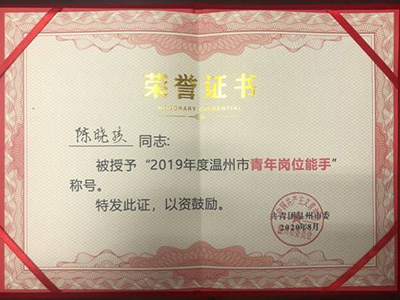 荣誉证书
HONORARY CREDENTIAL
陈晓孩 同志:
被授予“2019年度温州市青年岗位能手”
称号。
特发此证，以资鼓励。
共青团温州市委
2020年8月